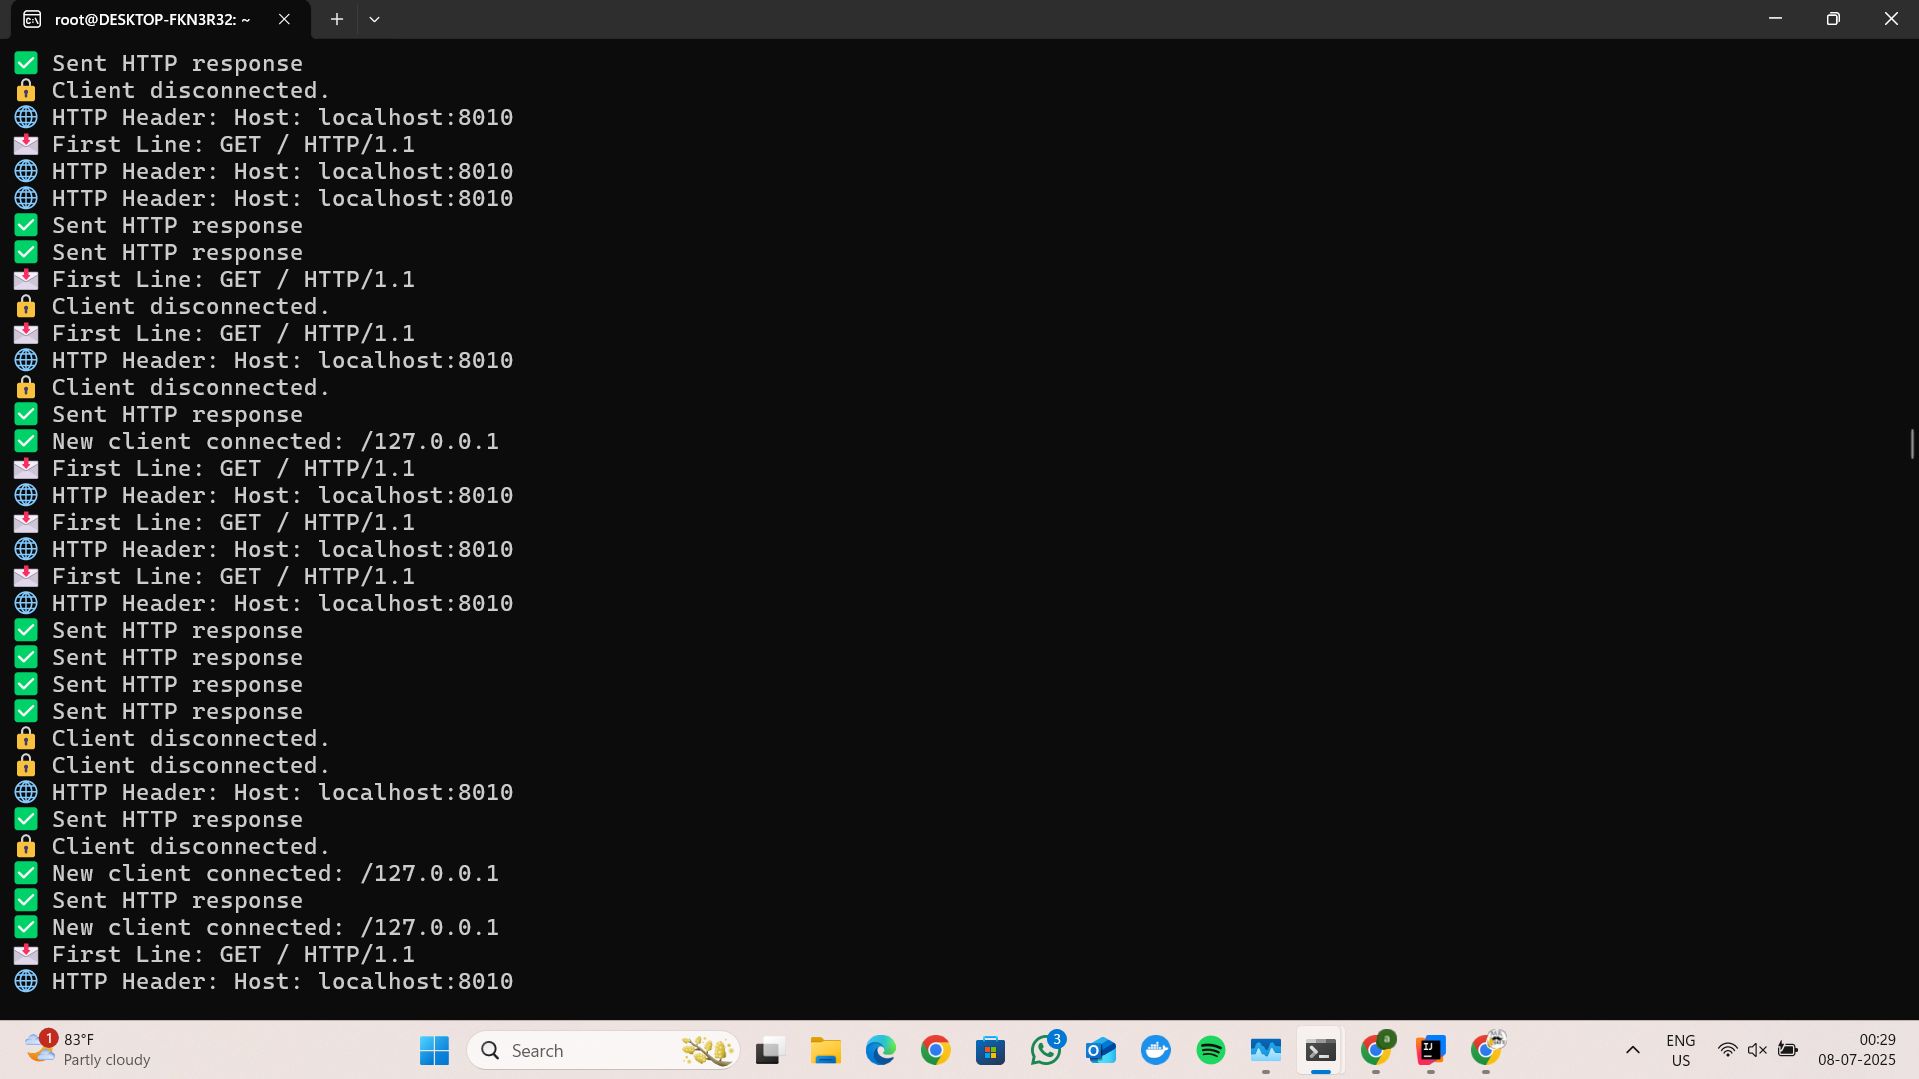 root@DESKTOP-FKN3R32: ~
✅ Sent HTTP response
🔒 Client disconnected.
🌐 HTTP Header: Host: localhost:8010
📩 First Line: GET / HTTP/1.1
🌐 HTTP Header: Host: localhost:8010
🌐 HTTP Header: Host: localhost:8010
✅ Sent HTTP response
✅ Sent HTTP response
📩 First Line: GET / HTTP/1.1
🔒 Client disconnected.
📩 First Line: GET / HTTP/1.1
🌐 HTTP Header: Host: localhost:8010
🔒 Client disconnected.
✅ Sent HTTP response
✅ New client connected: /127.0.0.1
📩 First Line: GET / HTTP/1.1
🌐 HTTP Header: Host: localhost:8010
📩 First Line: GET / HTTP/1.1
🌐 HTTP Header: Host: localhost:8010
📩 First Line: GET / HTTP/1.1
🌐 HTTP Header: Host: localhost:8010
✅ Sent HTTP response
✅ Sent HTTP response
✅ Sent HTTP response
✅ Sent HTTP response
🔒 Client disconnected.
🔒 Client disconnected.
🌐 HTTP Header: Host: localhost:8010
✅ Sent HTTP response
🔒 Client disconnected.
✅ New client connected: /127.0.0.1
✅ Sent HTTP response
✅ New client connected: /127.0.0.1
📩 First Line: GET / HTTP/1.1
🌐 HTTP Header: Host: localhost:8010
1
83°F
Partly cloudy
Search
3
a
ENG
US
00:29
08-07-2025